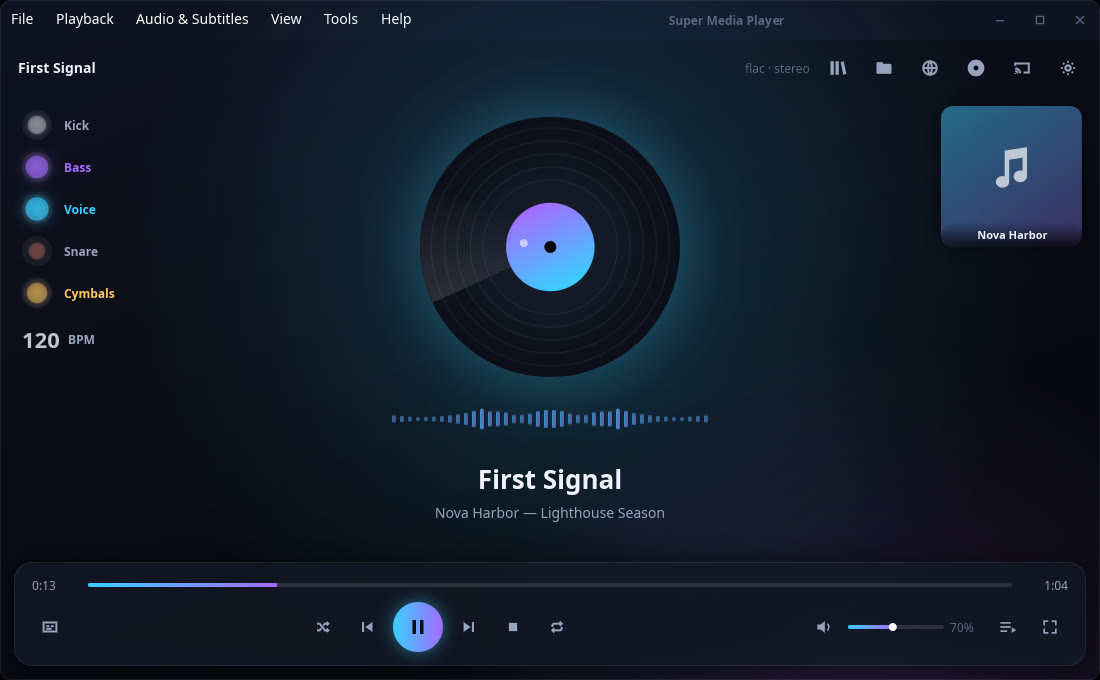 File Playback Audio & Subtitles View Tools Help Super Media Player
First Signal flac · stereo
Kick
Bass
Voice
Snare
Cymbals
120 BPM
Nova Harbor
First Signal
Nova Harbor — Lighthouse Season
0:13 1:04
70%